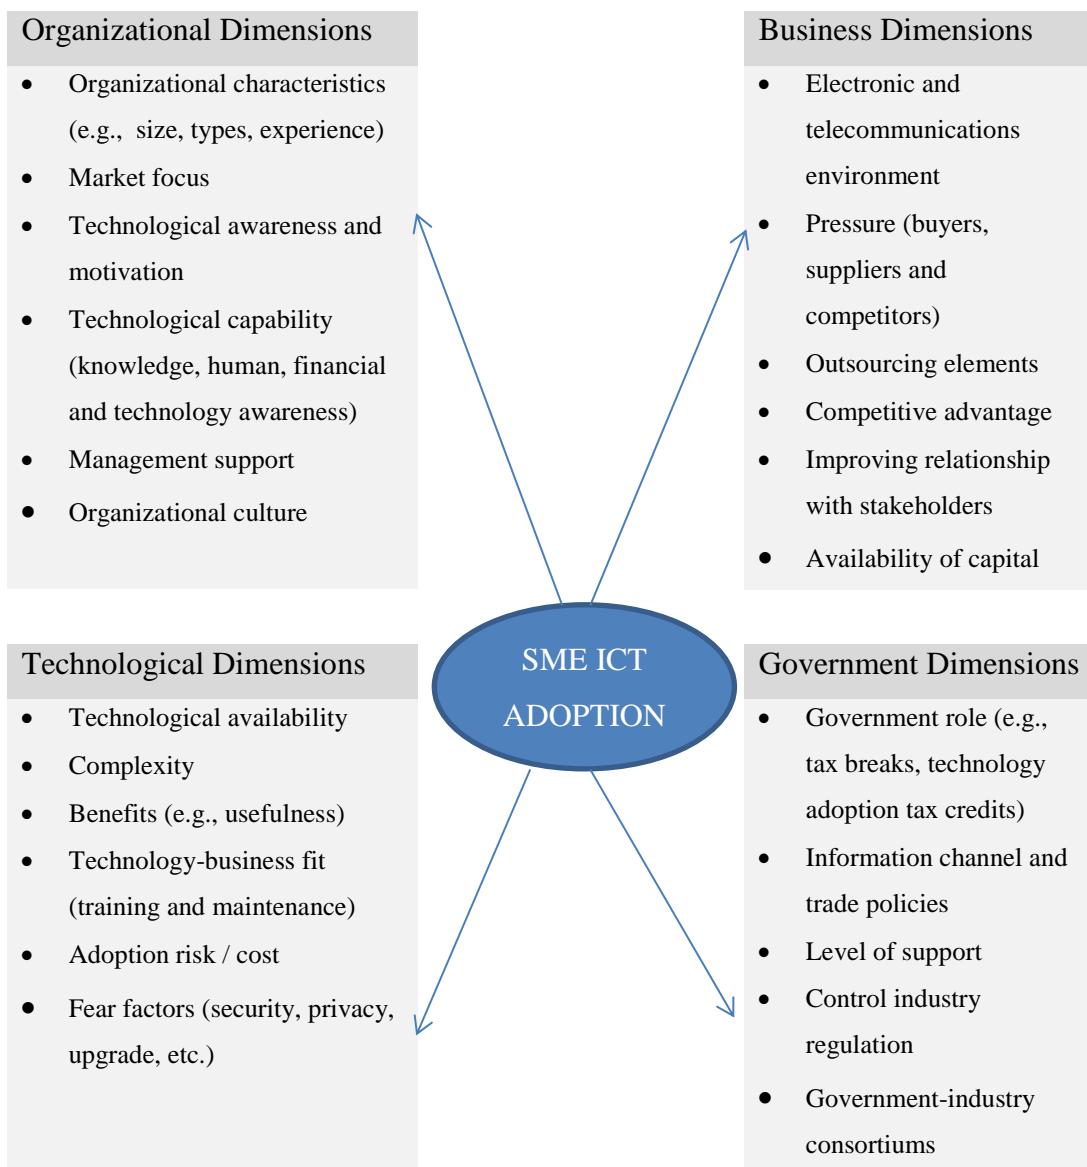 Organizational Dimensions
• Organizational characteristics
(e.g., size, types, experience)
• Market focus
• Technological awareness and
motivation
• Technological capability
(knowledge, human, financial
and technology awareness)
• Management support
• Organizational culture
Business Dimensions
• Electronic and
telecommunications
environment
• Pressure (buyers,
suppliers and
competitors)
• Outsourcing elements
• Competitive advantage
• Improving relationship
with stakeholders
• Availability of capital
SME ICT
ADOPTION
Technological Dimensions
• Technological availability
• Complexity
• Benefits (e.g., usefulness)
• Technology-business fit
(training and maintenance)
• Adoption risk / cost
• Fear factors (security, privacy,
upgrade, etc.)
Government Dimensions
• Government role (e.g.,
tax breaks, technology
adoption tax credits)
• Information channel and
trade policies
• Level of support
• Control industry
regulation
• Government-industry
consortiums